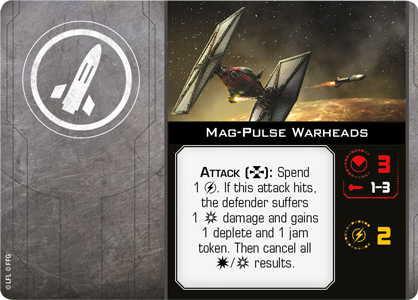 Mag-Pulse Warheads
Attack ( ): Spend
1 . If this attack hits,
the defender suffers
1 damage and gains
1 deplete and 1 jam
token. Then cancel all
/ results.
3
1-3
2
©LFL ©FFG